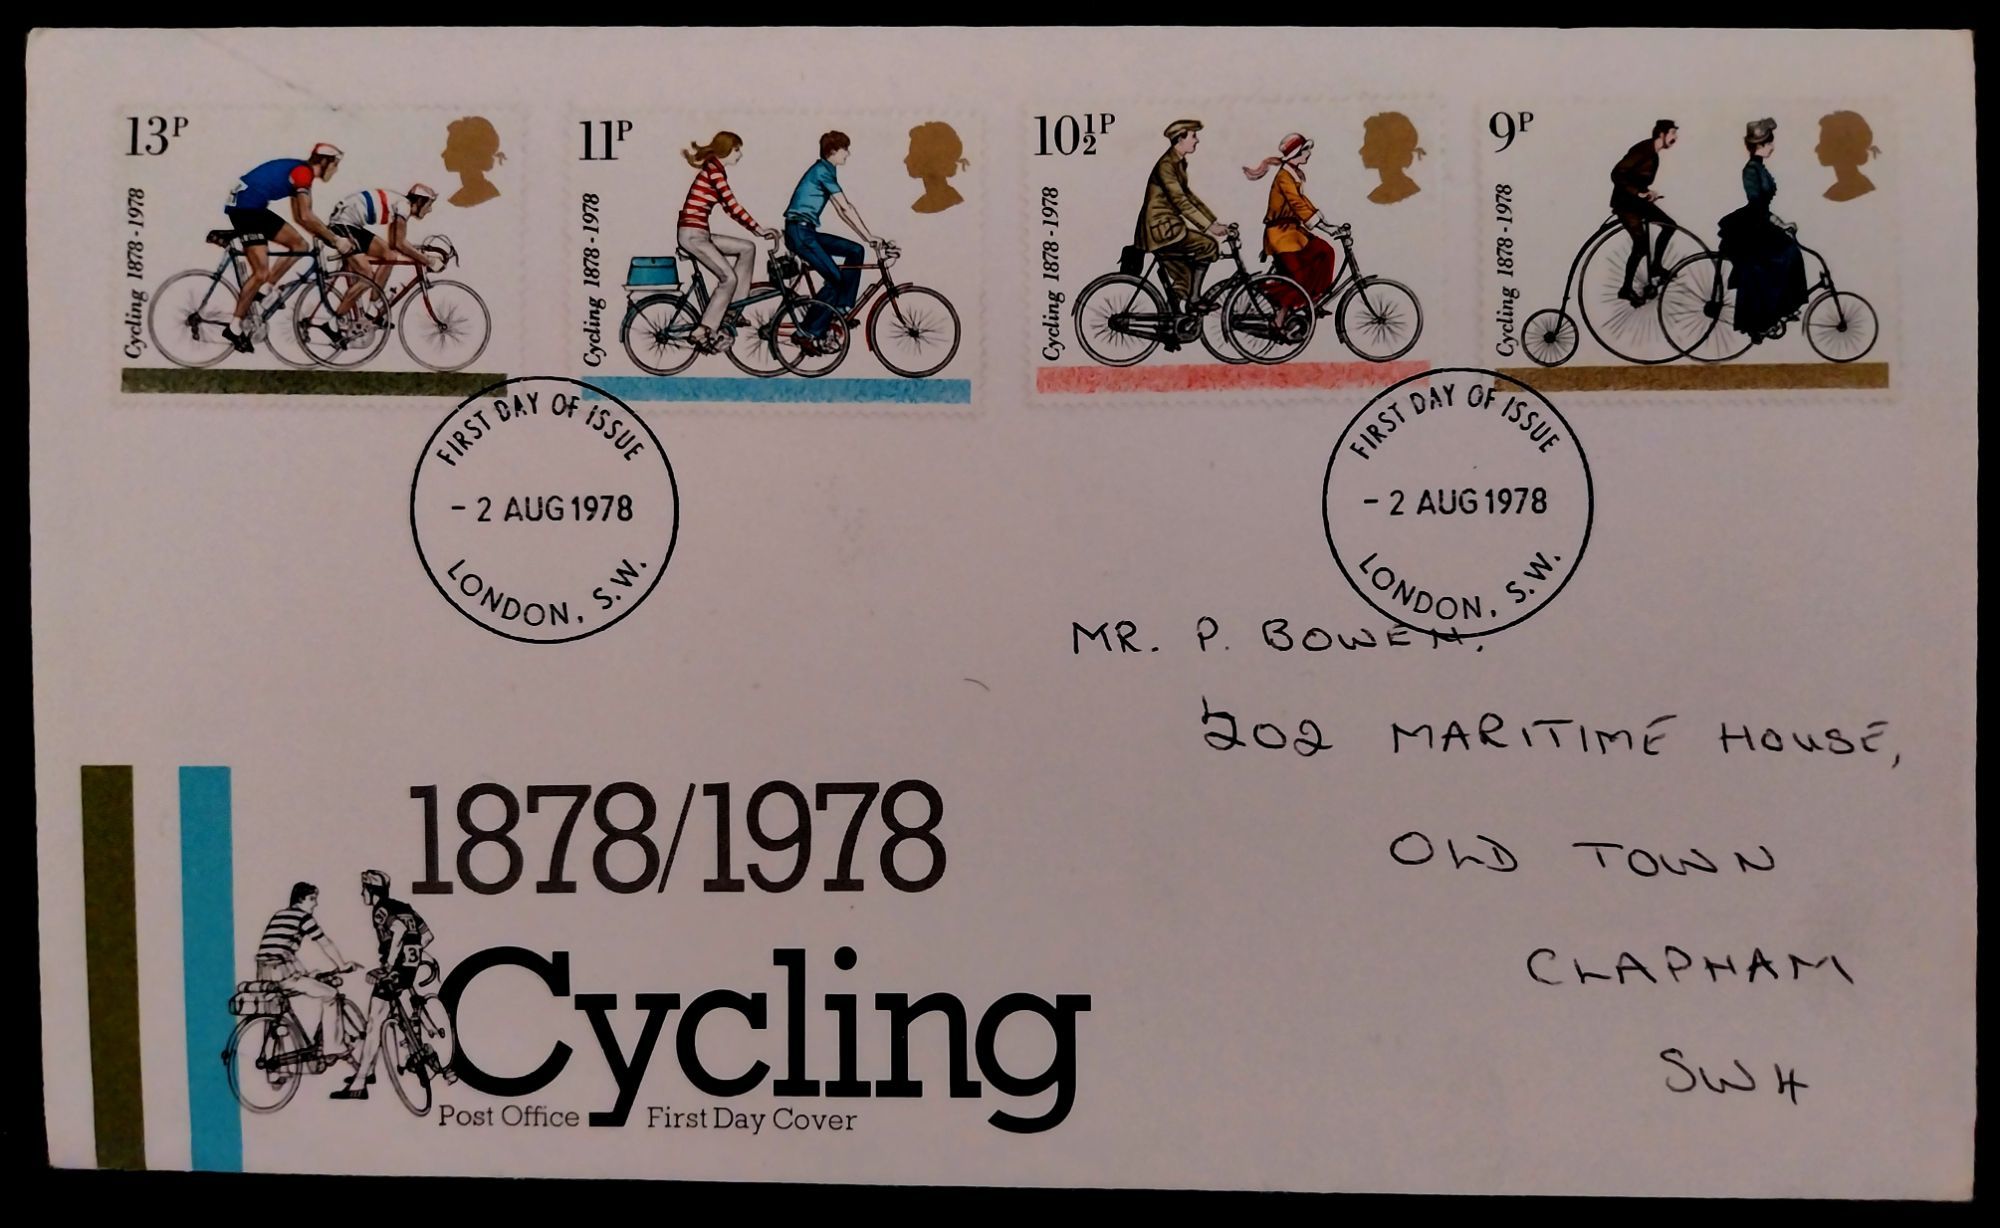 13P
Cycling 1878-1978
11P
Cycling 1878-1978
10½P
Cycling 1878-1978
9P
Cycling 1878-1978
FIRST DAY OF ISSUE
- 2 AUG 1978
LONDON, S.W.
FIRST DAY OF ISSUE
- 2 AUG 1978
LONDON, S.W.
MR. P. BOWEN,
202 MARITIME HOUSE,
OLD TOWN
CLAPHAM
SW4
1878/1978
Cycling
Post Office First Day Cover